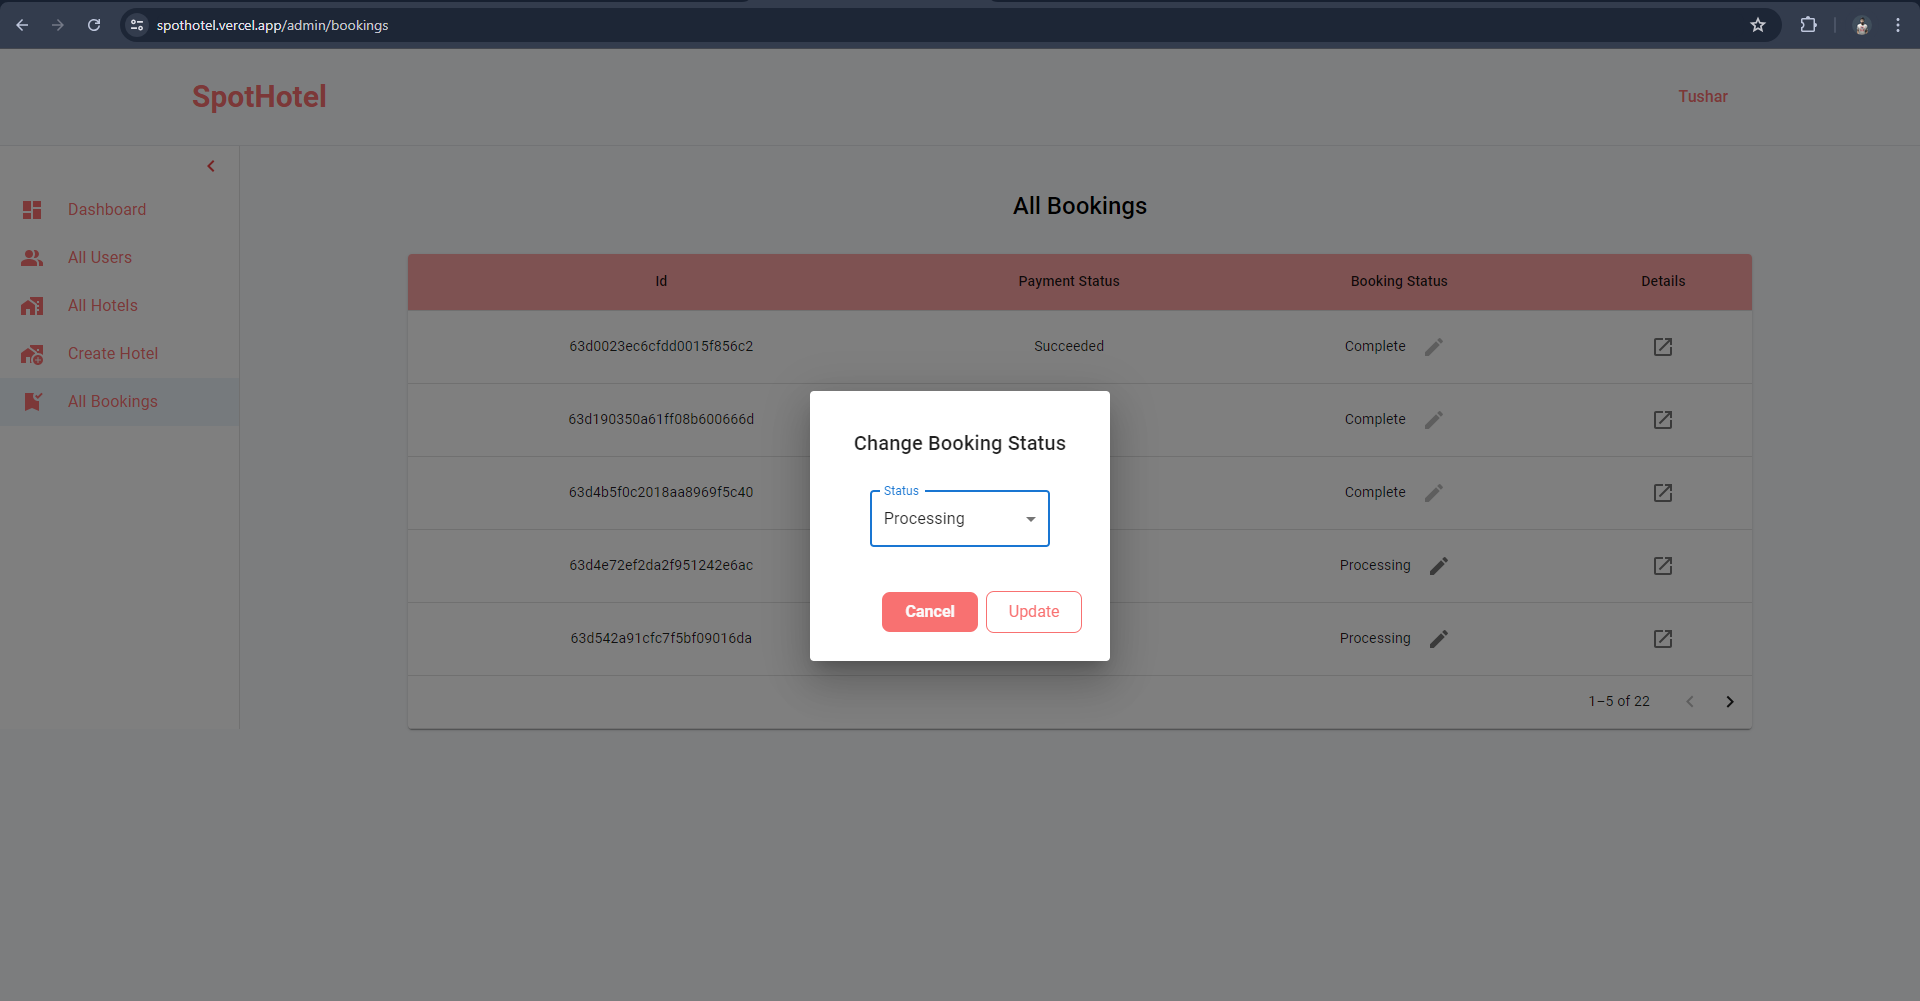 spothotel.vercel.app/admin/bookings
SpotHotel
Tushar
Dashboard
All Users
All Hotels
Create Hotel
All Bookings
All Bookings
Id Payment Status Booking Status Details
63d0023ec6cfdd0015f856c2 Succeeded Complete
63d190350a61ff08b600666d Complete
63d4b5f0c2018aa8969f5c40 Complete
63d4e72ef2da2f951242e6ac Processing
63d542a91cfc7f5bf09016da Processing
1–5 of 22
Change Booking Status
Status
Processing
Cancel Update